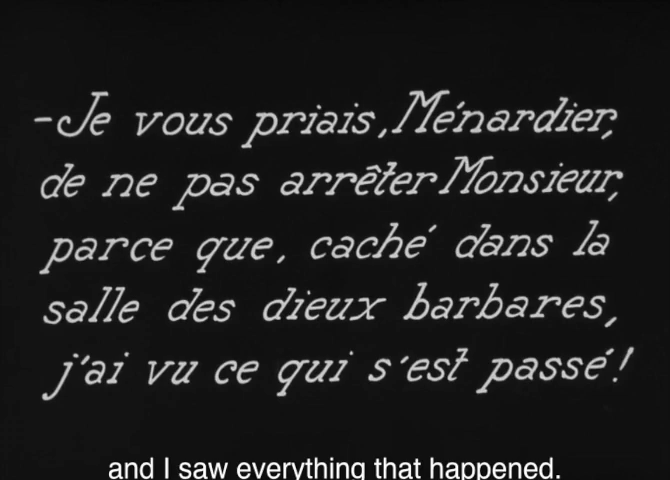 -Je vous priais, Ménardier,
de ne pas arrêter Monsieur,
parce que, caché dans la
salle des dieux barbares,
j'ai vu ce qui s'est passé!
and I saw everything that happened.